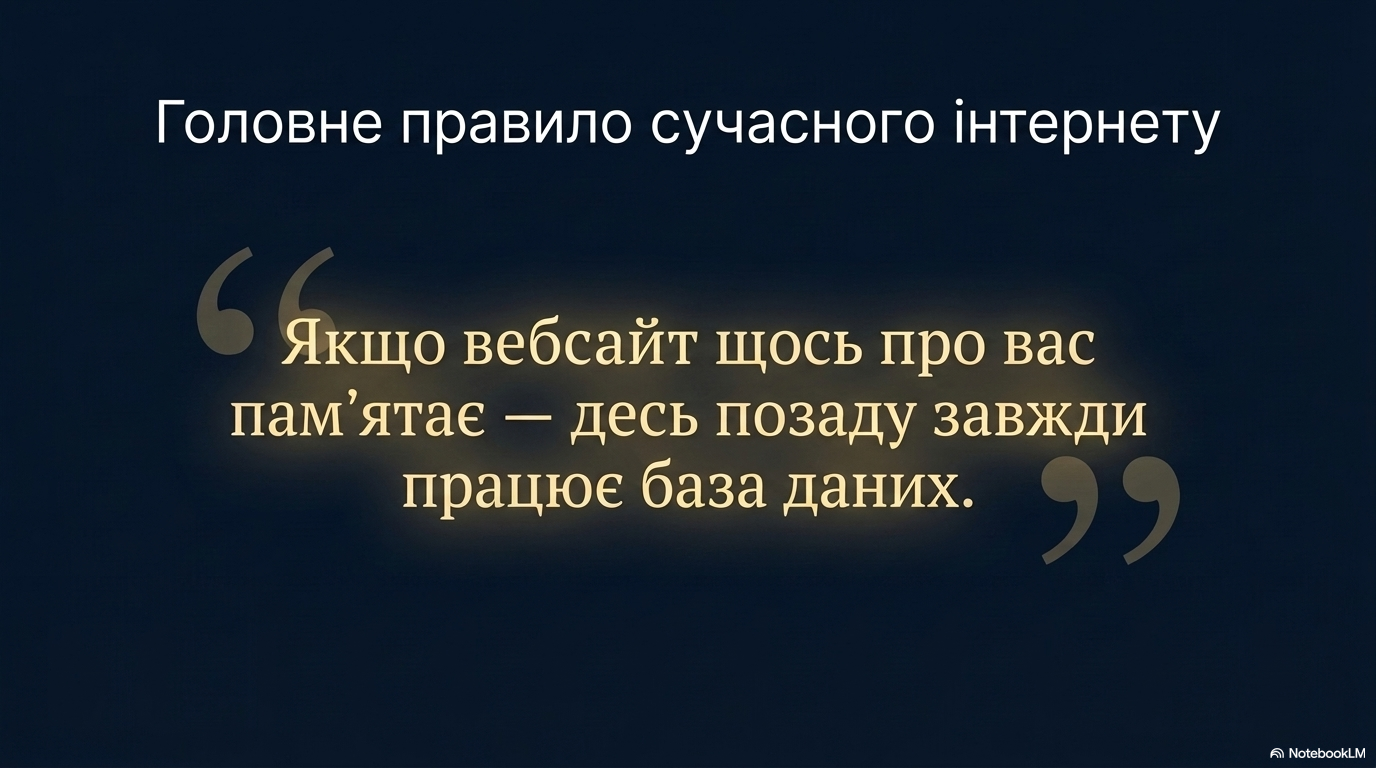 Головне правило сучасного інтернету
“Якщо вебсайт щось про вас
пам’ятає — десь позаду завжди
працює база даних.”
NotebookLM